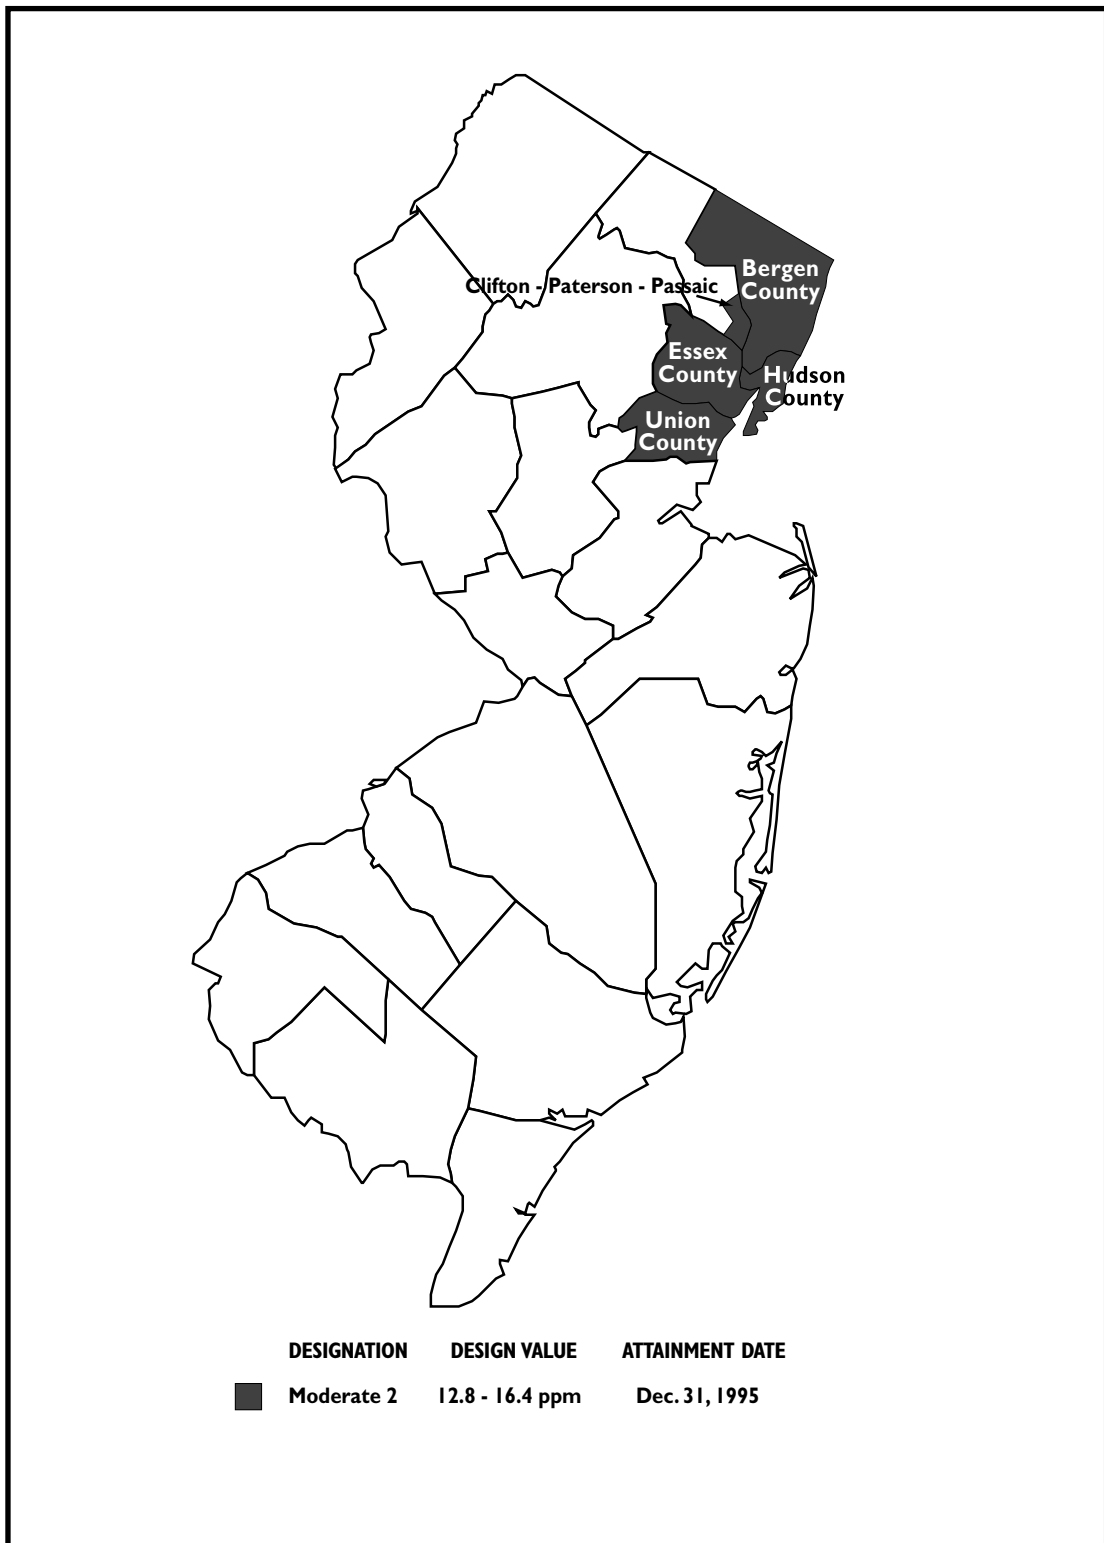 Bergen
County
Clifton - Paterson - Passaic
Essex
County
Hudson
County
Union
County
DESIGNATION DESIGN VALUE ATTAINMENT DATE
Moderate 2 12.8 - 16.4 ppm Dec. 31, 1995